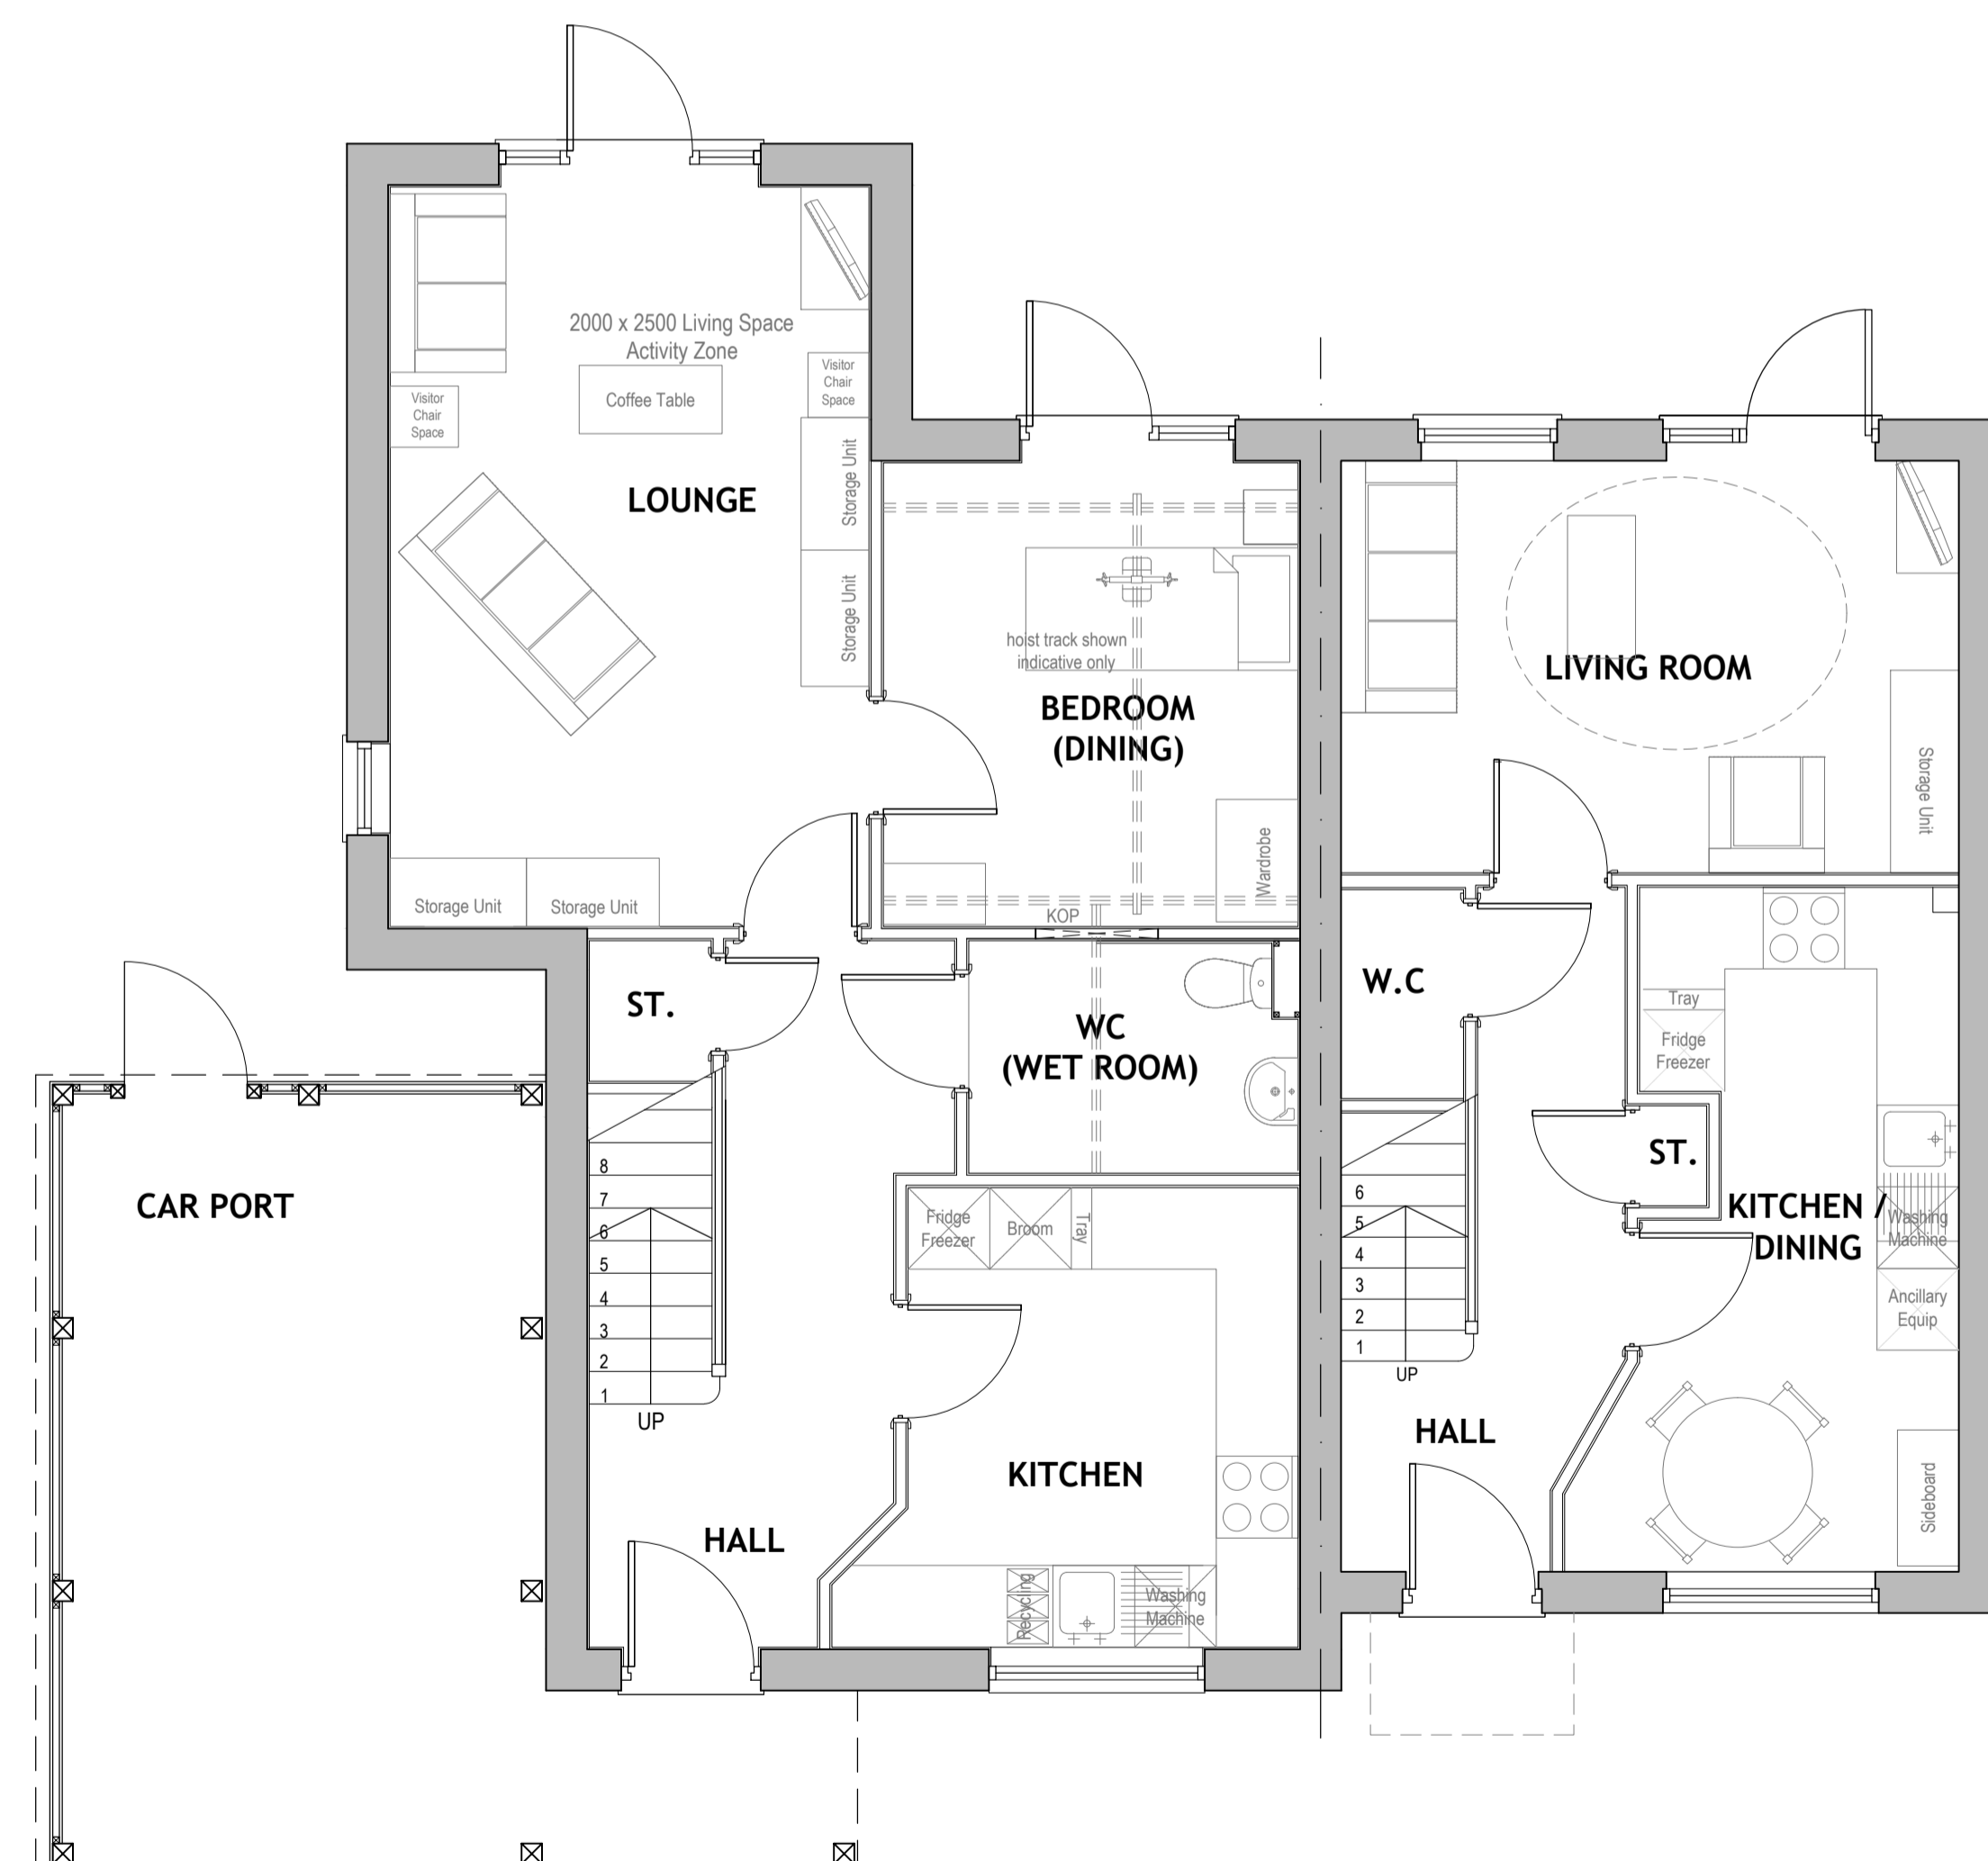 2000 x 2500 Living Space
Activity Zone
Visitor
Chair
Space
Coffee Table
Visitor
Chair
Space
Storage Unit
LOUNGE
Storage Unit
hoist track shown
indicative only
BEDROOM
(DINING)
Wardrobe
KOP
Storage Unit
Storage Unit
LIVING ROOM
Storage Unit
ST.
WC
(WET ROOM)
W.C
Tray
Fridge
Freezer
ST.
KITCHEN /
DINING
Washing
Machine
Ancillary
Equip
Sideboard
CAR PORT
8
7
6
5
4
3
2
1
UP
Fridge
Freezer
Broom
Tray
6
5
4
3
2
1
UP
HALL
KITCHEN
HALL
Recycling
Washing
Machine